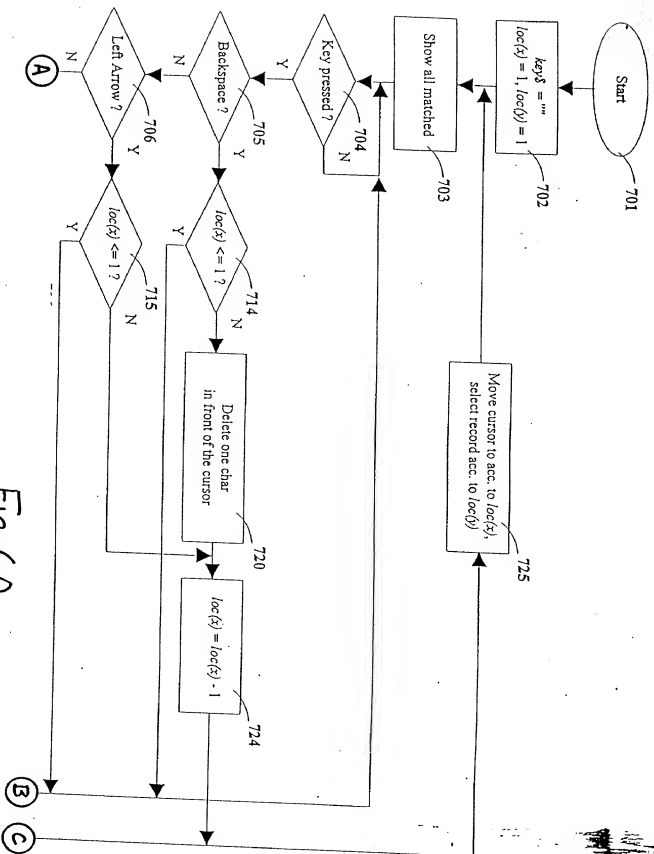 Start
701
key$ = ""
loc(x) = 1, loc(y) = 1
702
Show all matched
703
Key pressed ?
704
N
Y
Backspace ?
705
Y
N
Left Arrow ?
706
Y
N
A
loc(x) <= 1 ?
714
N
Y
loc(x) <= 1 ?
715
N
Y
Delete one char
in front of the cursor
720
loc(x) = loc(x) - 1
724
Move cursor to acc. to loc(x),
select record acc. to loc(y)
725
B
C
FIG.